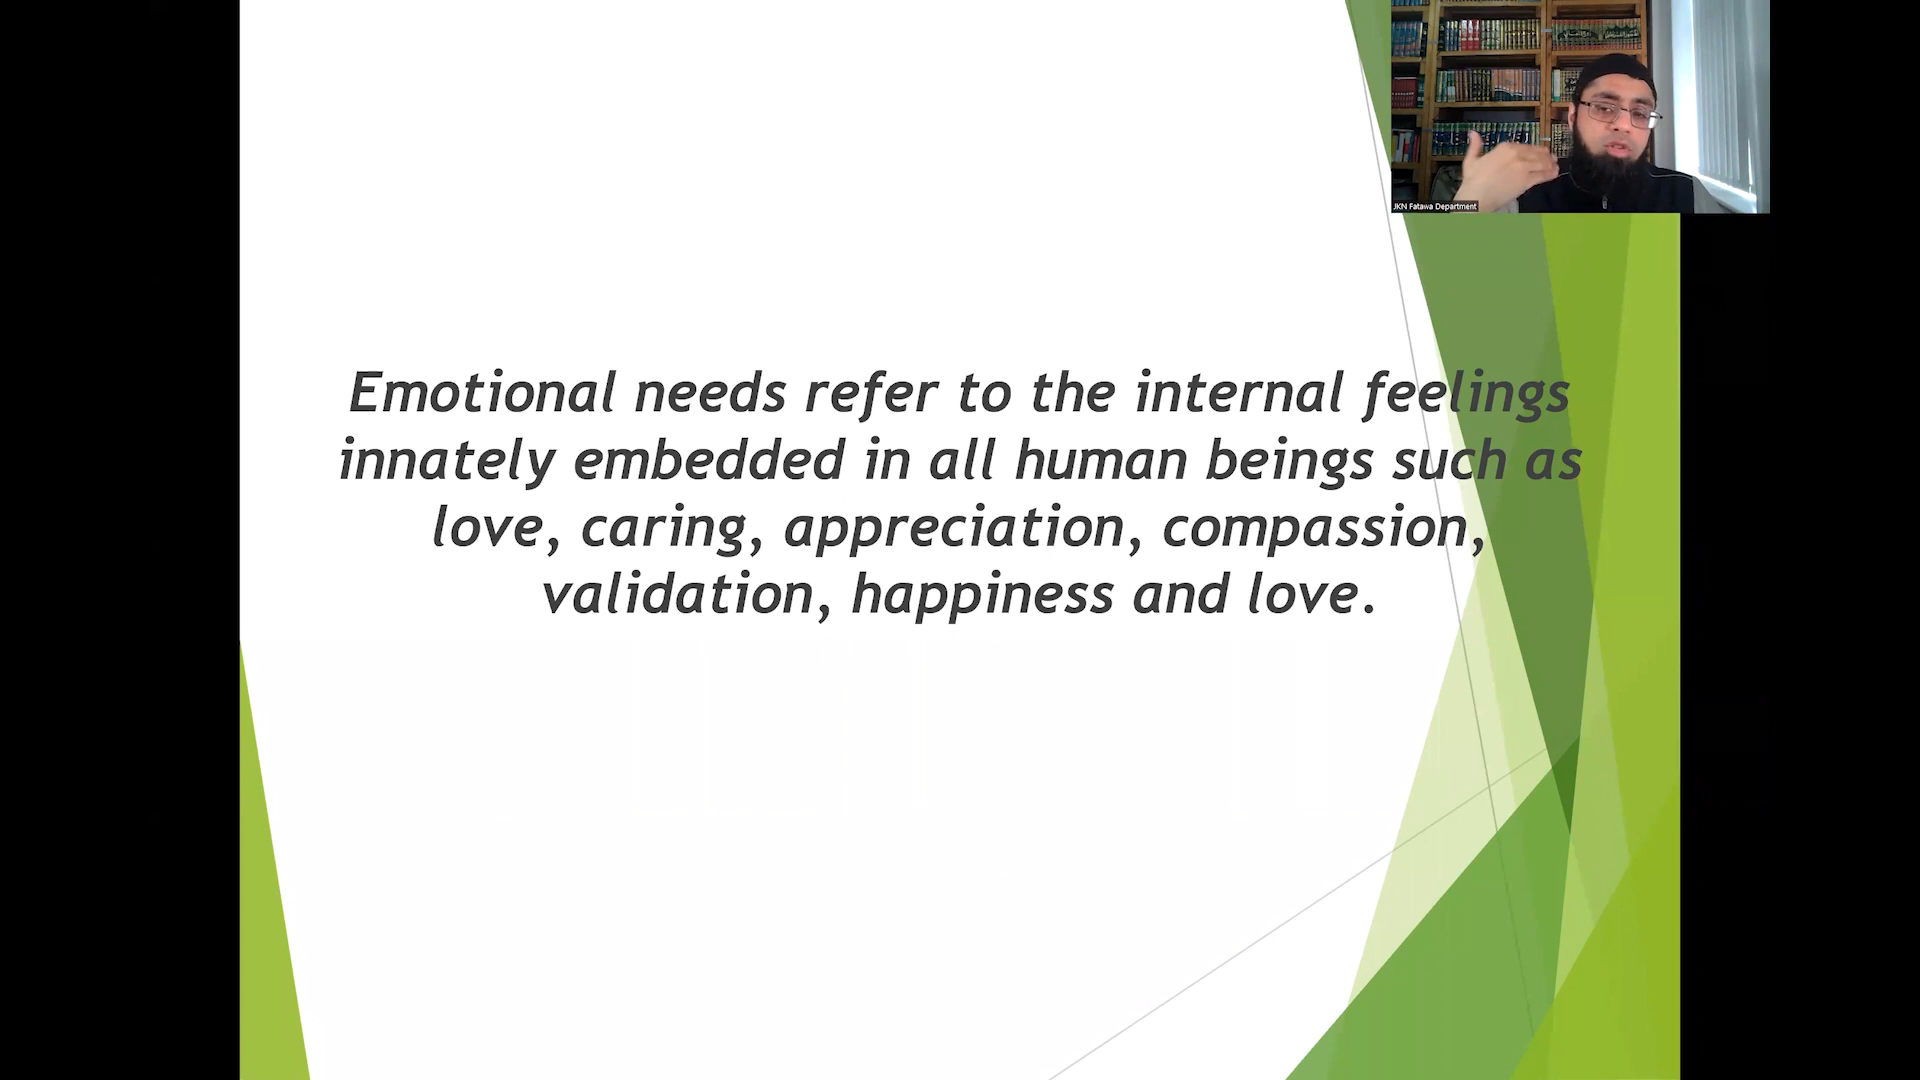 JKN Fatawa Department
Emotional needs refer to the internal feelings
innately embedded in all human beings such as
love, caring, appreciation, compassion,
validation, happiness and love.